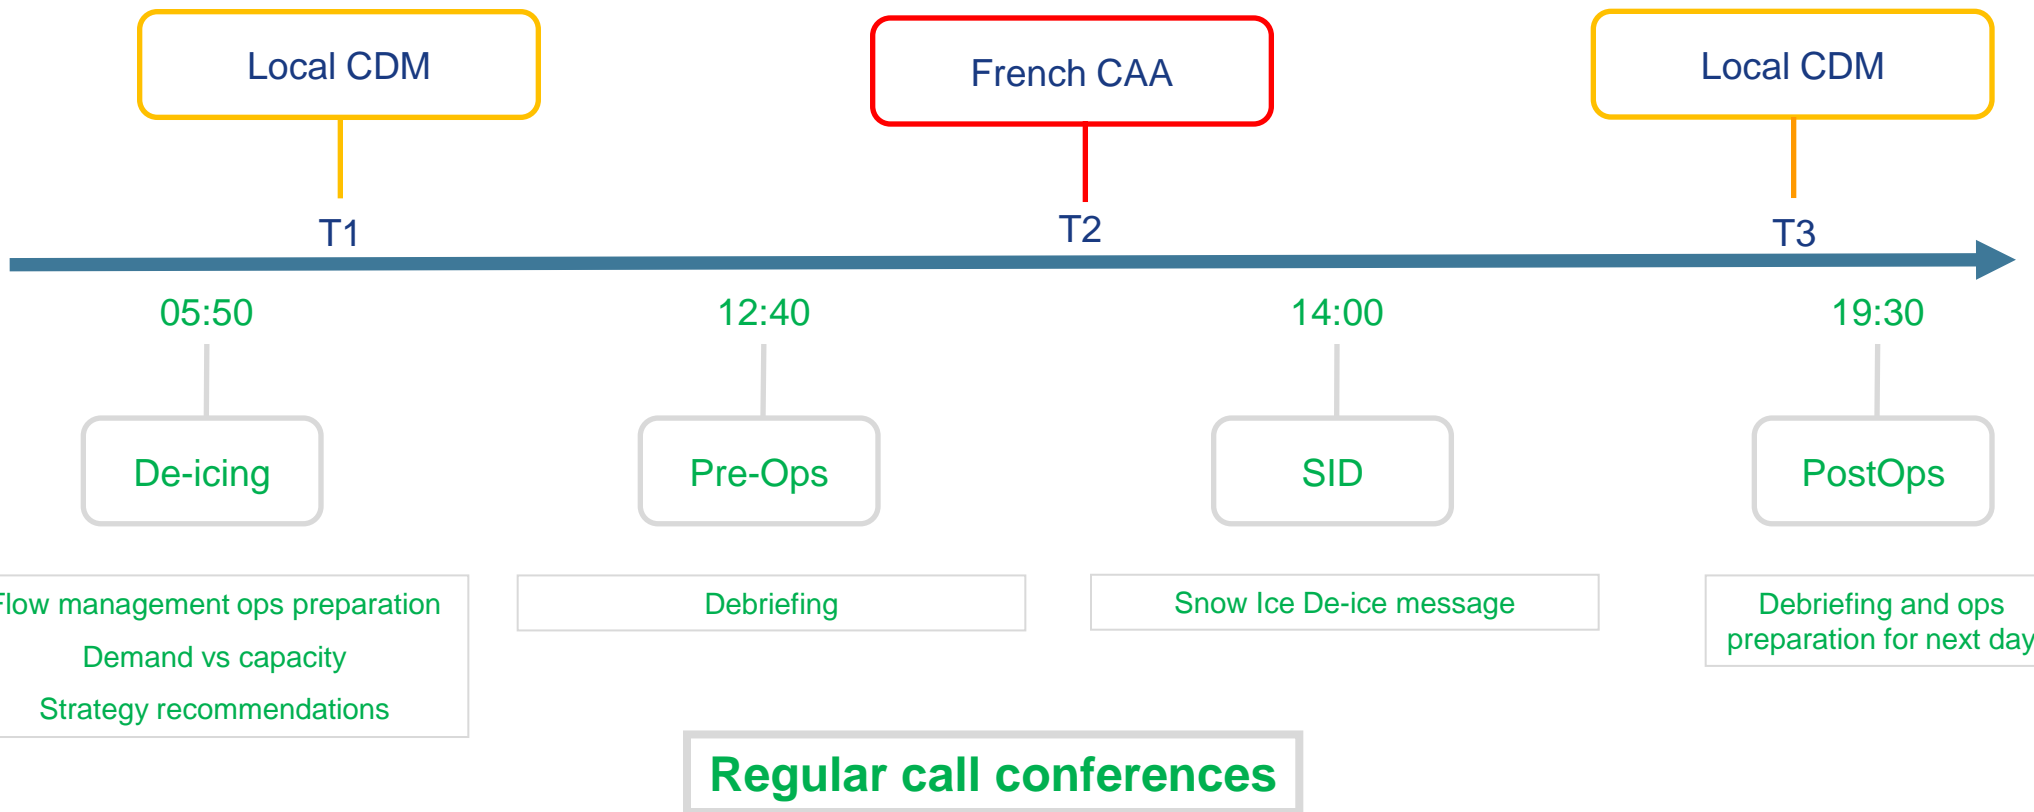 Local CDM
French CAA
Local CDM
T1
T2
T3
05:50
12:40
14:00
19:30
De-icing
Pre-Ops
SID
PostOps
Flow management ops preparation
Demand vs capacity
Strategy recommendations
Debriefing
Snow Ice De-ice message
Debriefing and ops
preparation for next day
Regular call conferences